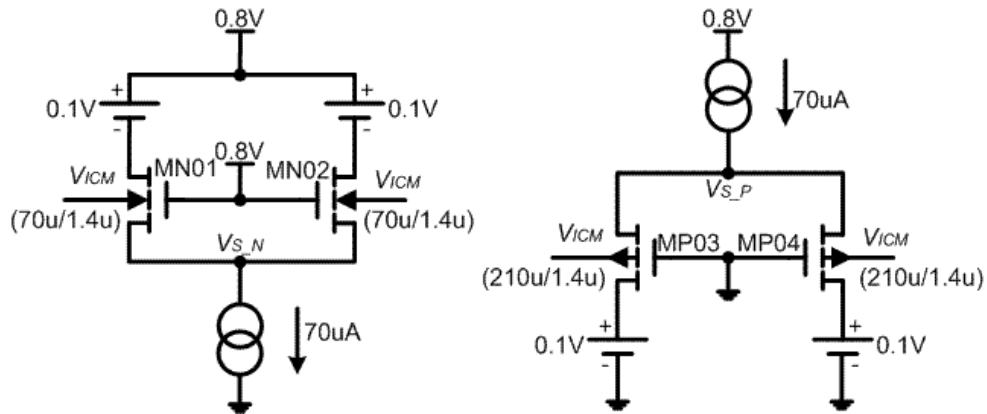 0.8V
+
+
0.1V
0.1V
-
-
MN01
0.8V
MN02
VICM
VICM
(70u/1.4u)
(70u/1.4u)
VS_N
70uA
0.8V
70uA
VS_P
VICM
MP03
MP04
VICM
(210u/1.4u)
(210u/1.4u)
+
+
0.1V
0.1V
-
-